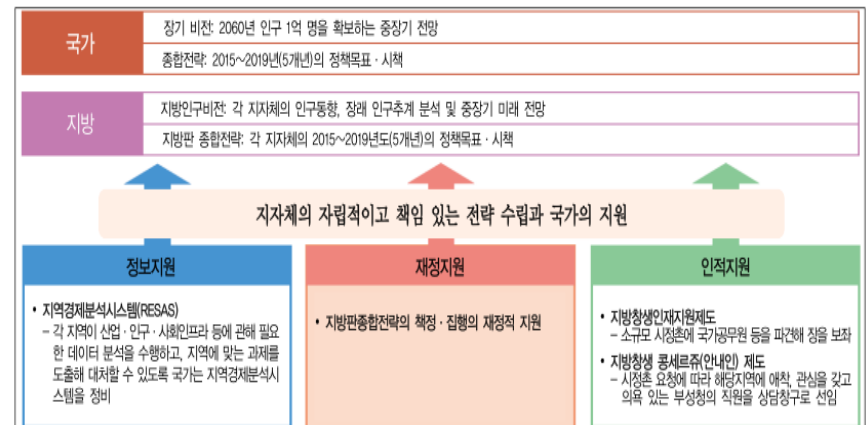 국가
장기 비전: 2060년 인구 1억 명을 확보하는 중장기 전망
종합전략: 2015~2019년(5개년)의 정책목표·시책
지방
지방인구비전: 각 지자체의 인구동향, 장래 인구추계 분석 및 중장기 미래 전망
지방판 종합전략: 각 지자체의 2015~2019년도(5개년)의 정책목표·시책
지자체의 자립적이고 책임 있는 전략 수립과 국가의 지원
정보지원
• 지역경제분석시스템(RESAS)
– 각 지역이 산업·인구·사회인프라 등에 관해 필요
한 데이터 분석을 수행하고, 지역에 맞는 과제를
도출해 대처할 수 있도록 국가는 지역경제분석시
스템을 정비
재정지원
• 지방판종합전략의 책정·집행의 재정적 지원
인적지원
• 지방창생인재지원제도
– 소규모 시정촌에 국가공무원 등을 파견해 장을 보좌
• 지방창생 콩세르쥬(안내인) 제도
– 시정촌 요청에 따라 해당지역에 애착, 관심을 갖고
의욕 있는 부성청의 직원을 상담창구로 선임